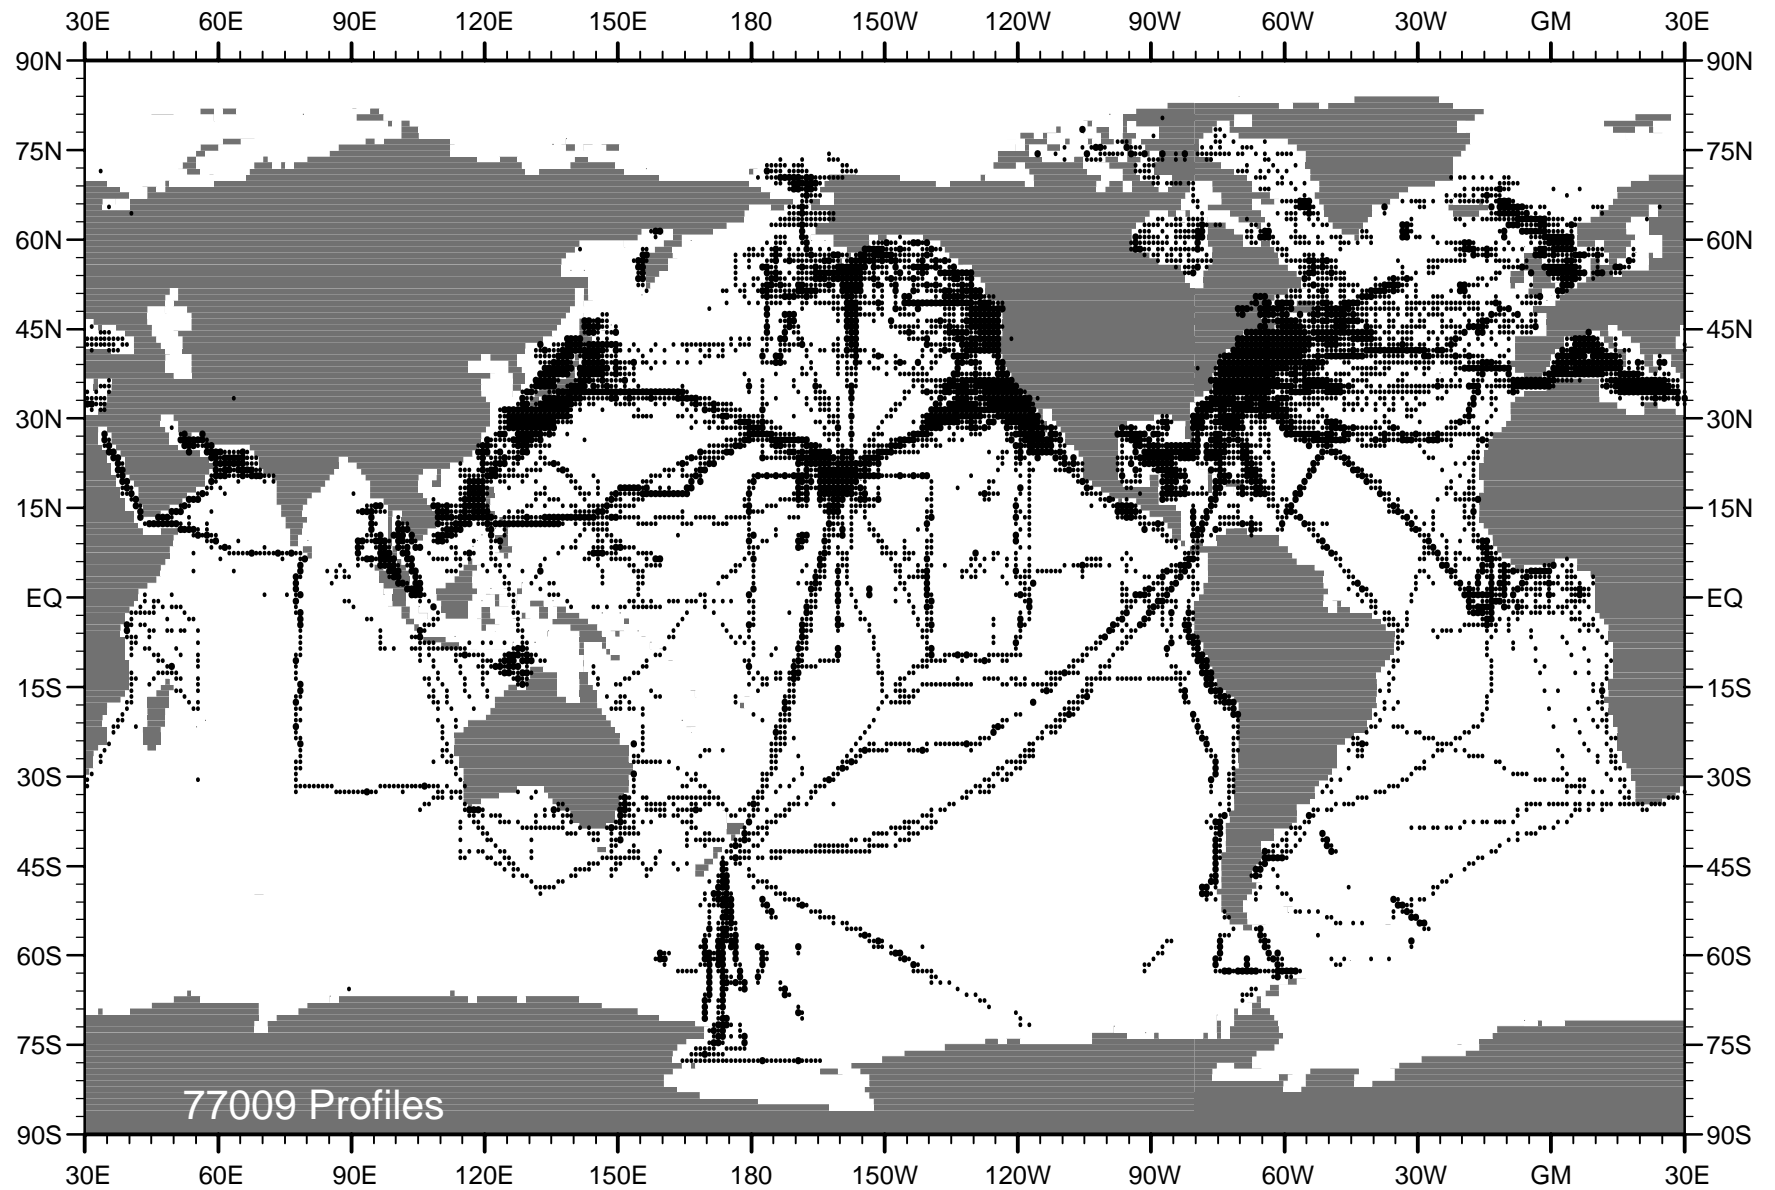 30E 60E 90E 120E 150E 180 150W 120W 90W 60W 30W GM 30E
90N 90N
75N 75N
60N 60N
45N 45N
30N 30N
15N 15N
EQ EQ
15S 15S
30S 30S
45S 45S
60S 60S
75S 75S
77009 Profiles
90S 90S
30E 60E 90E 120E 150E 180 150W 120W 90W 60W 30W GM 30E